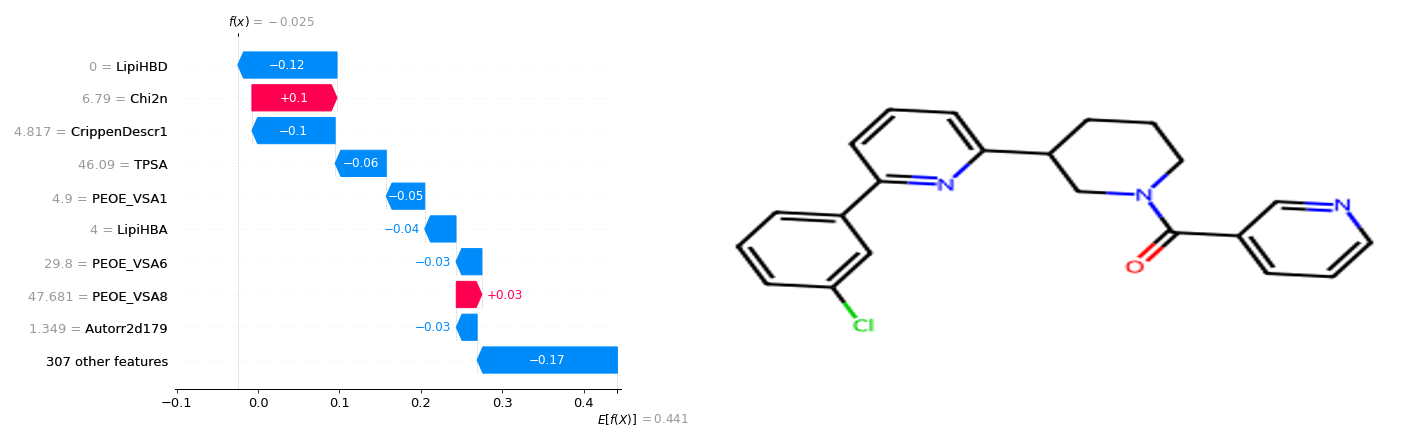 f(x) = −0.025
0 = LipiHBD
−0.12
6.79 = Chi2n
+0.1
4.817 = CrippenDescr1
−0.1
46.09 = TPSA
−0.06
4.9 = PEOE_VSA1
−0.05
4 = LipiHBA
−0.04
29.8 = PEOE_VSA6
−0.03
47.681 = PEOE_VSA8
+0.03
1.349 = Autorr2d179
−0.03
307 other features
−0.17
−0.1 0.0 0.1 0.2 0.3 0.4
E[f(X)] = 0.441
N
N
N
O
Cl